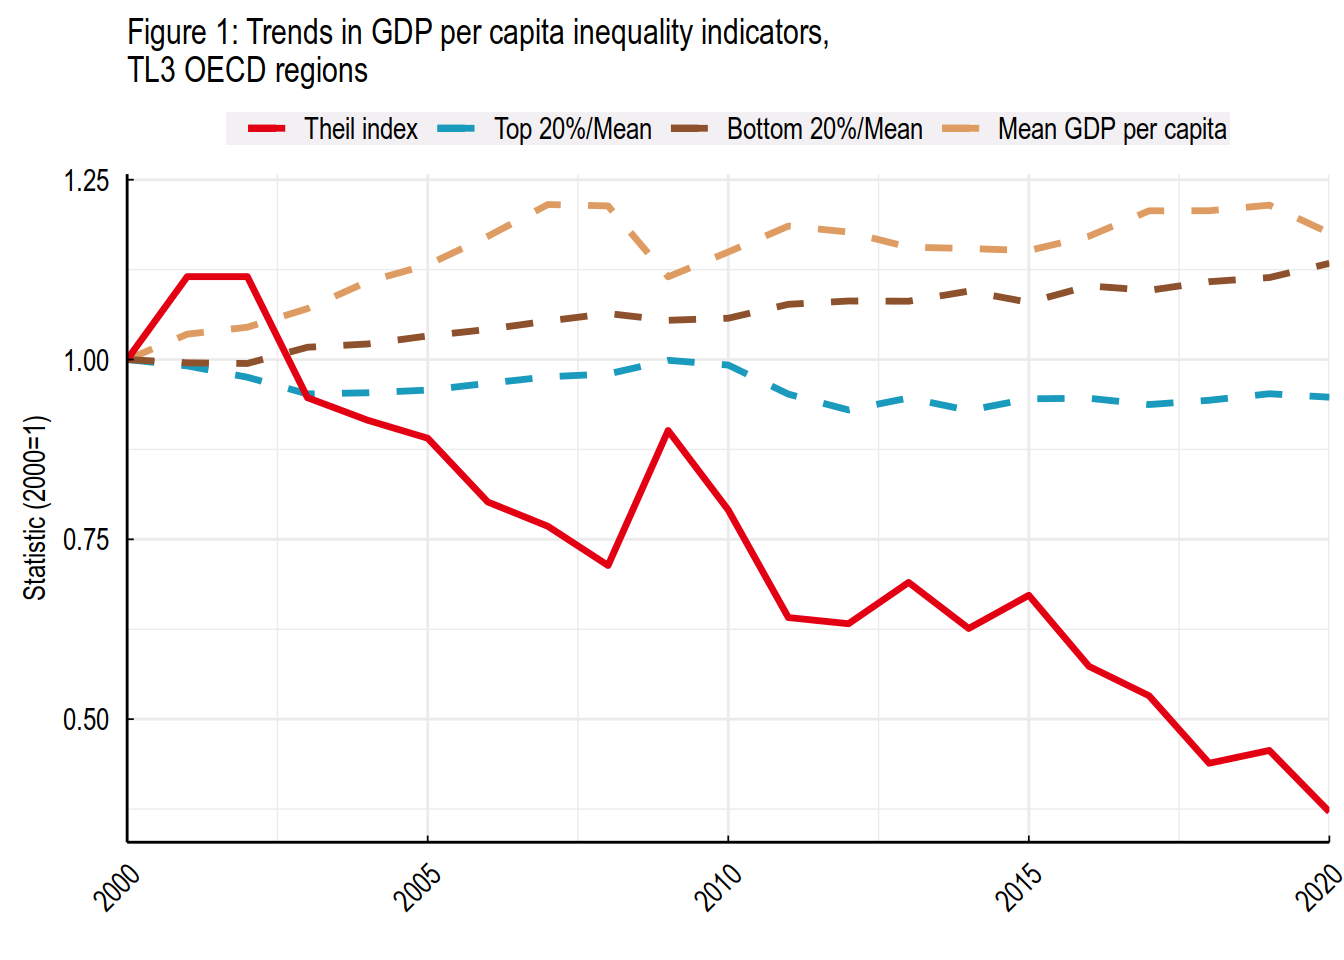 Figure 1: Trends in GDP per capita inequality indicators,
TL3 OECD regions
Theil index Top 20%/Mean Bottom 20%/Mean Mean GDP per capita
1.25
1.00
0.75
0.50
Statistic (2000=1)
2000 2005 2010 2015 2020